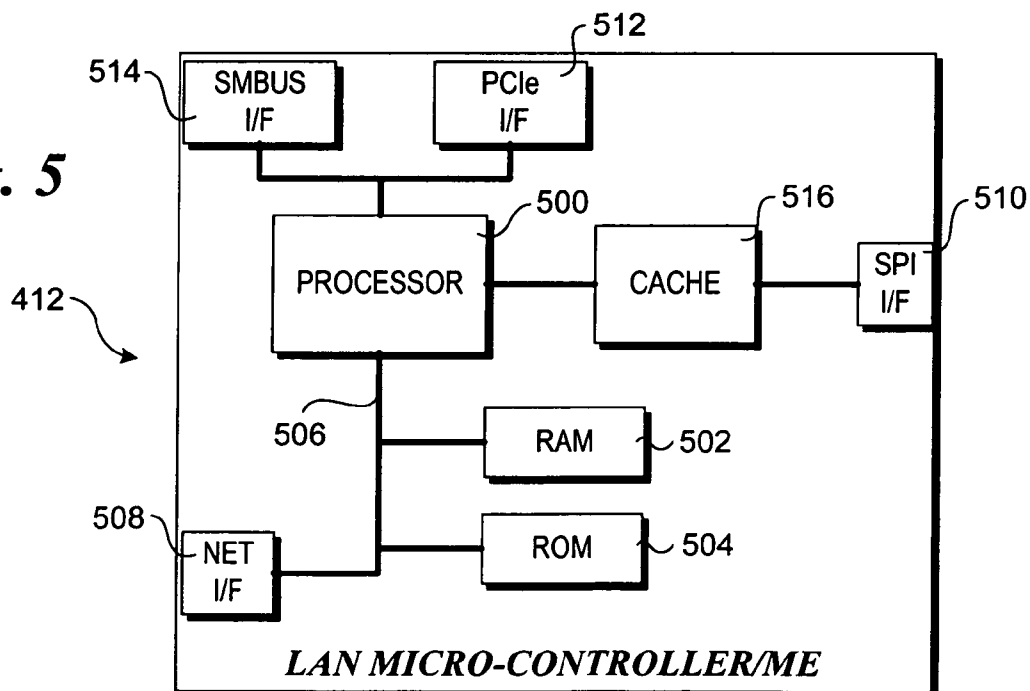 512
514
SMBUS
I/F
PCIe
I/F
. 5
500
516
510
PROCESSOR
CACHE
SPI
I/F
412
506
RAM
502
508
NET
I/F
ROM
504
LAN MICRO-CONTROLLER/ME